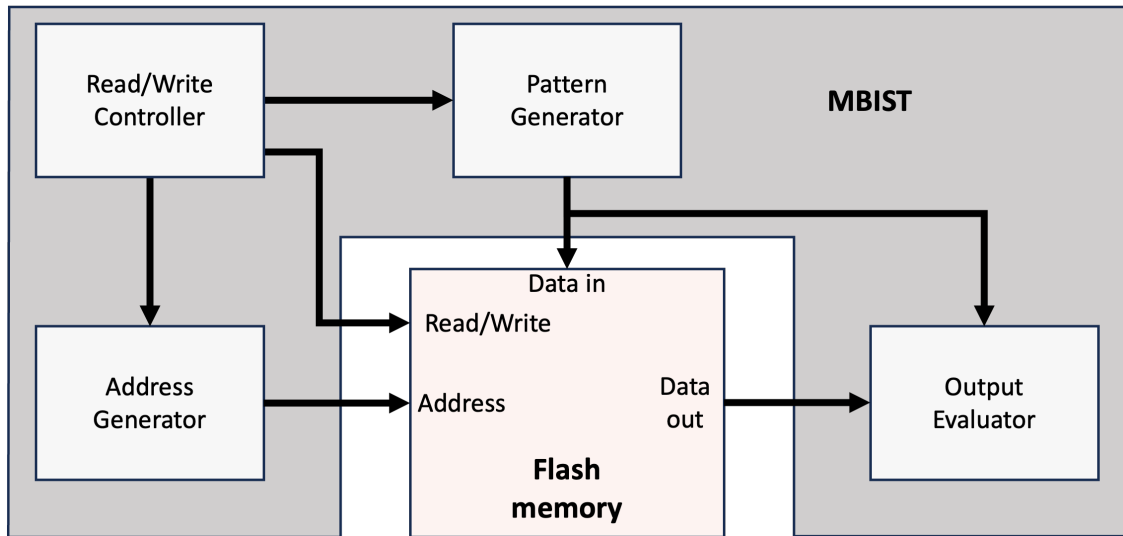 Read/Write
Controller
Pattern
Generator
MBIST
Data in
Read/Write
Address
Generator
Address
Data
out
Output
Evaluator
Flash
memory